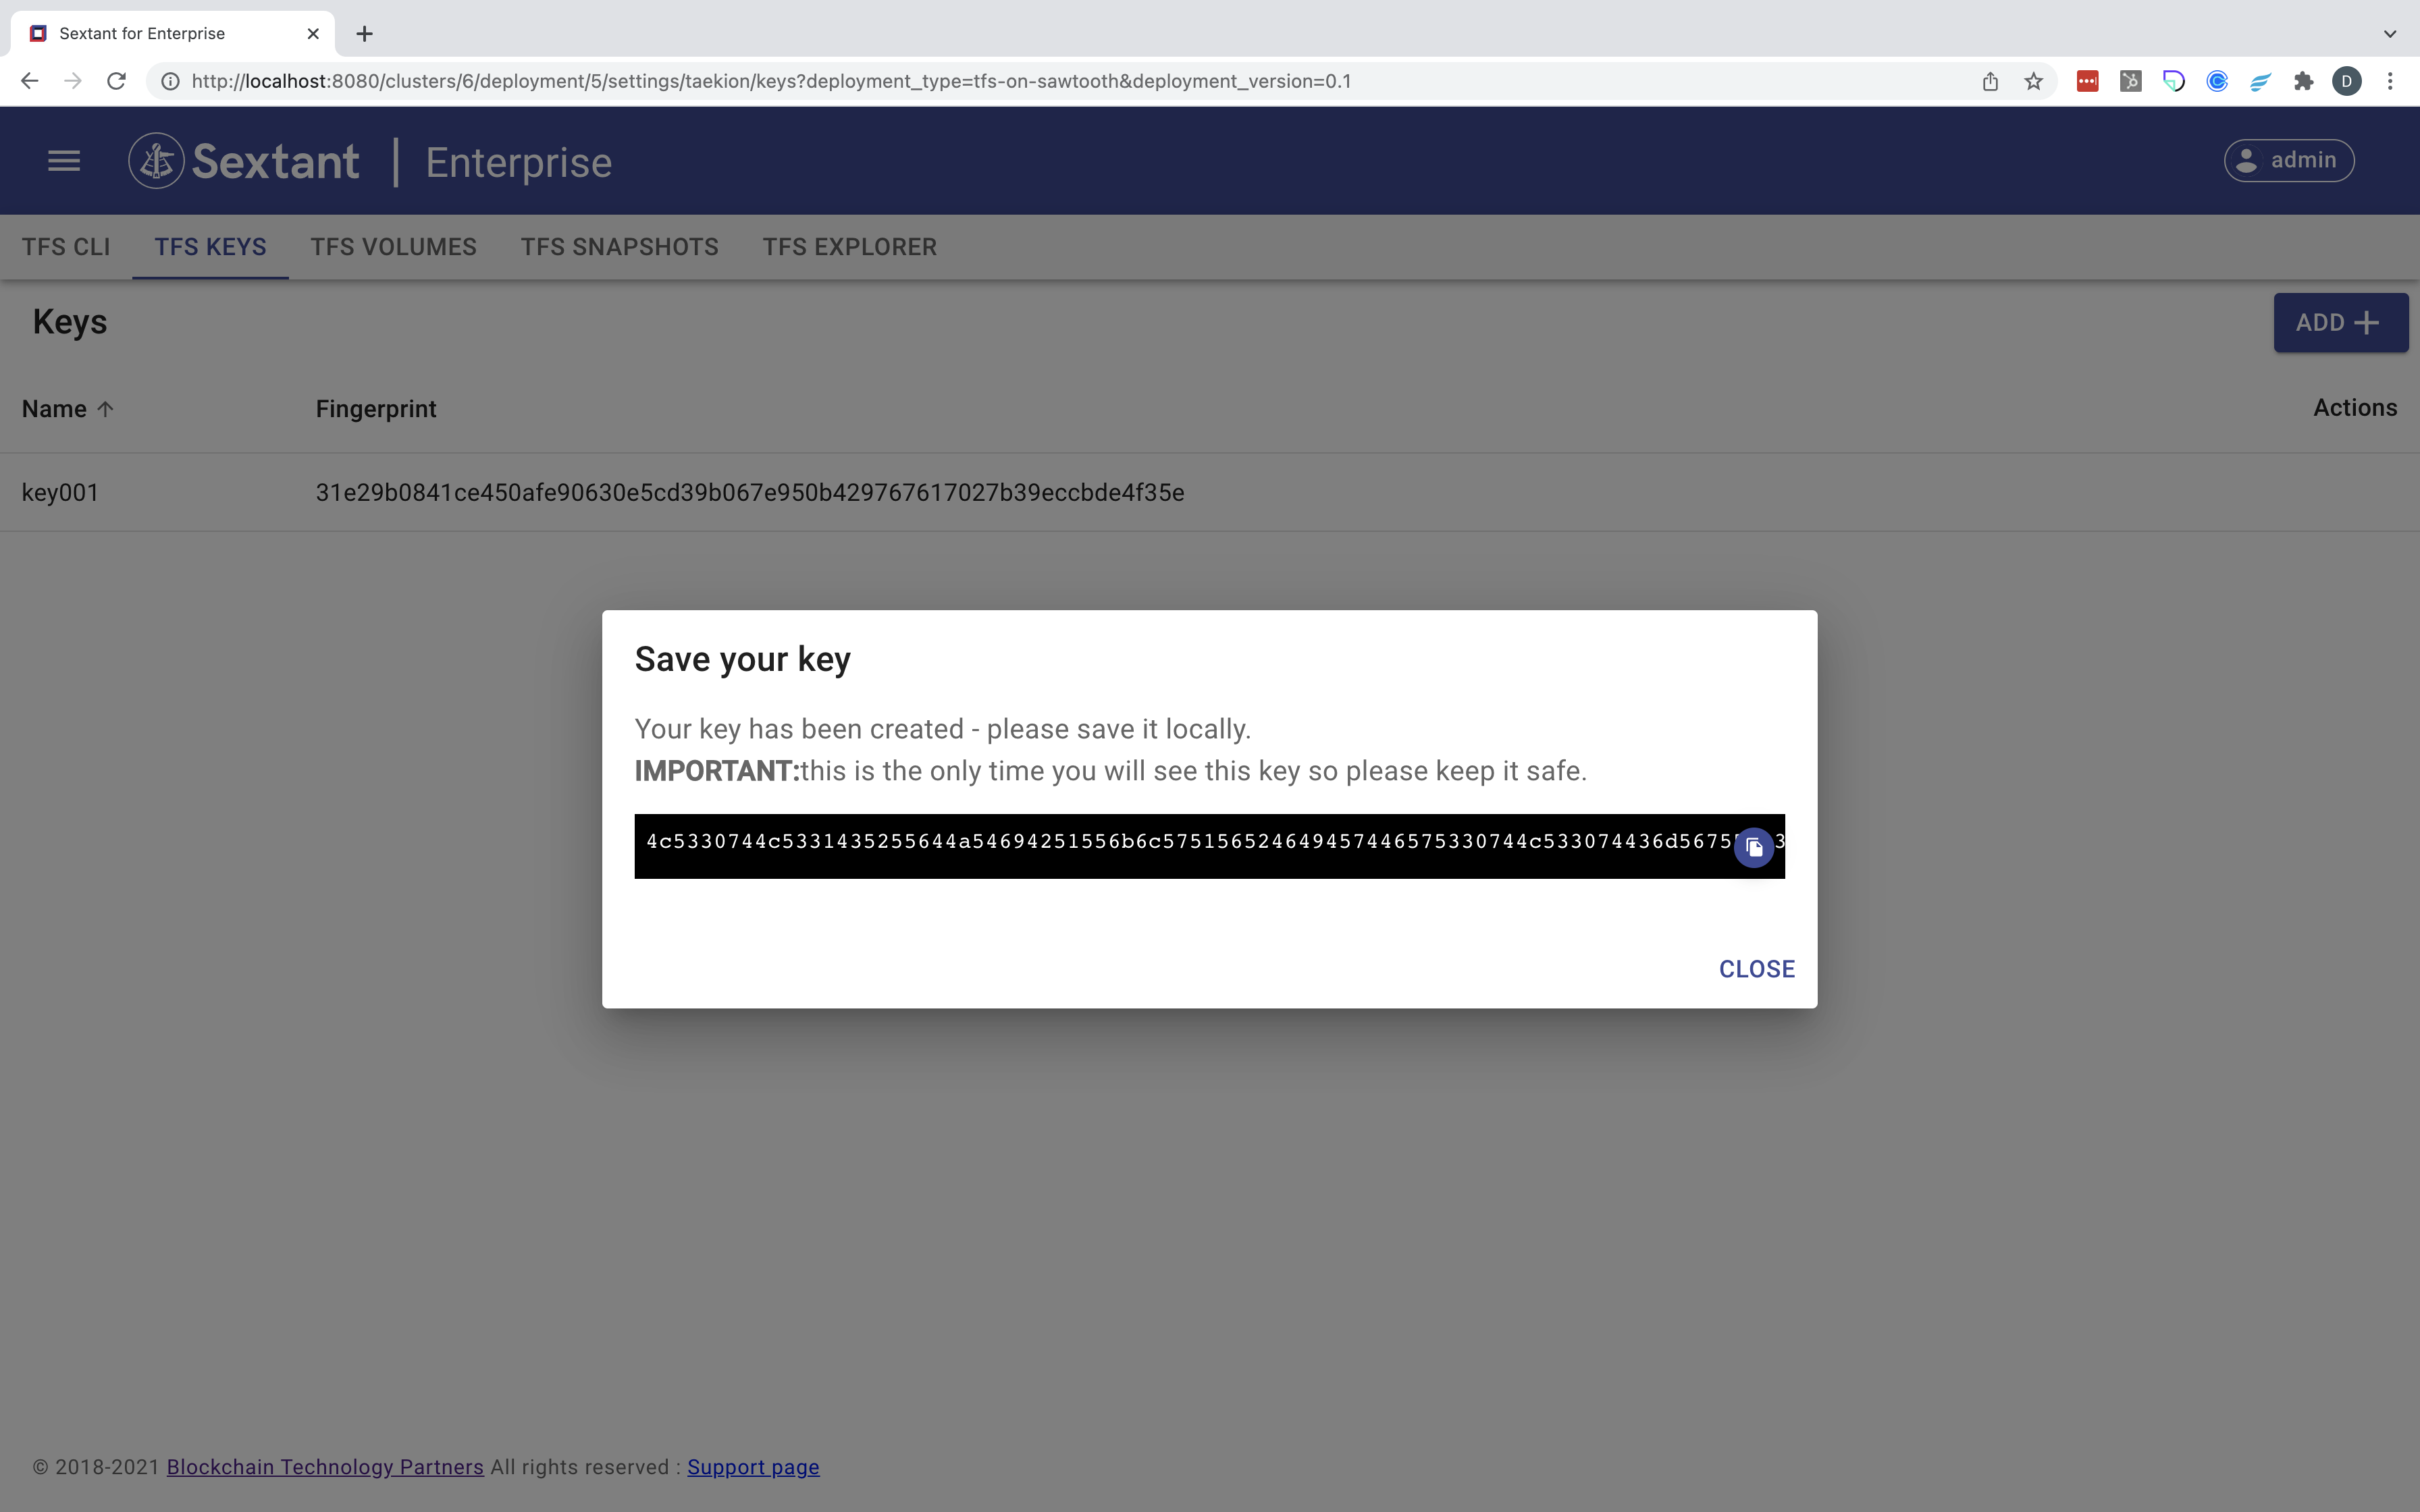 Sextant for Enterprise
http://localhost:8080/clusters/6/deployment/5/settings/taekion/keys?deployment_type=tfs-on-sawtooth&deployment_version=0.1
D
Sextant | Enterprise
admin
TFS CLI TFS KEYS TFS VOLUMES TFS SNAPSHOTS TFS EXPLORER
Keys
ADD +
Name Fingerprint Actions
key001 31e29b0841ce450afe90630e5cd39b067e950b429767617027b39eccbde4f35e
Save your key
Your key has been created - please save it locally.
IMPORTANT:this is the only time you will see this key so please keep it safe.
4c5330744c5331435255644a54694251556b6c57515652464945744657533074​4c533074436d5675 3
CLOSE
© 2018-2021 Blockchain Technology Partners All rights reserved : Support page